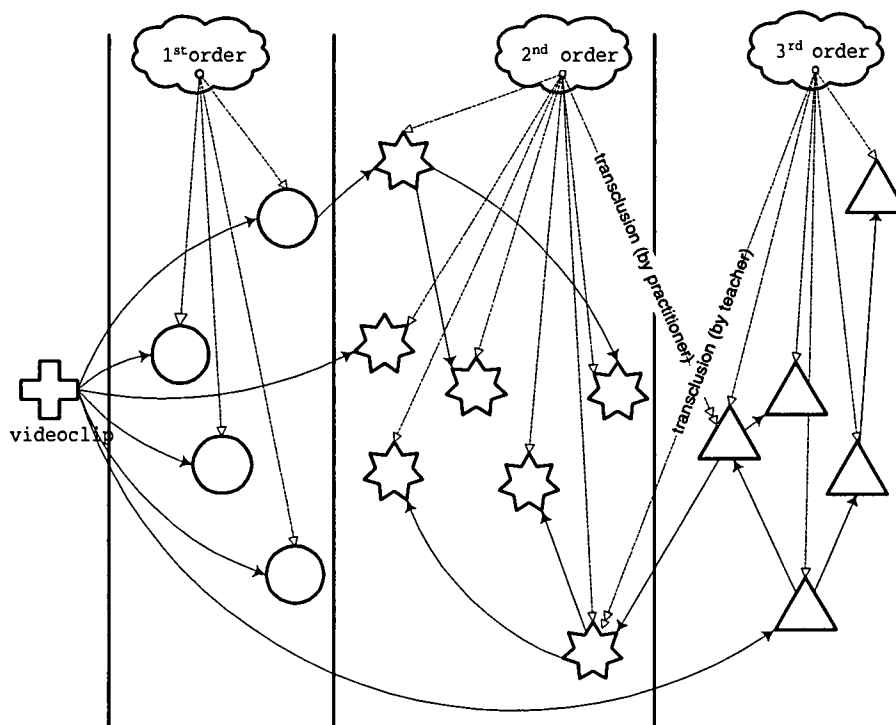 1st order
2nd order
3rd order
transclusion (by practitioner)
transclusion (by teacher)
videoclip